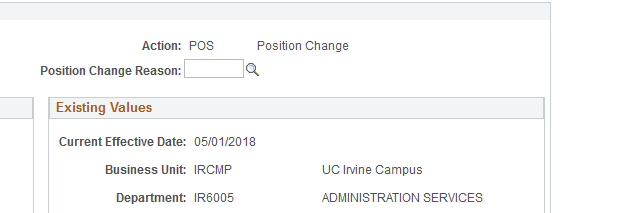 Action: POS Position Change
Position Change Reason:
Existing Values
Current Effective Date: 05/01/2018
Business Unit: IRCMP UC Irvine Campus
Department: IR6005 ADMINISTRATION SERVICES